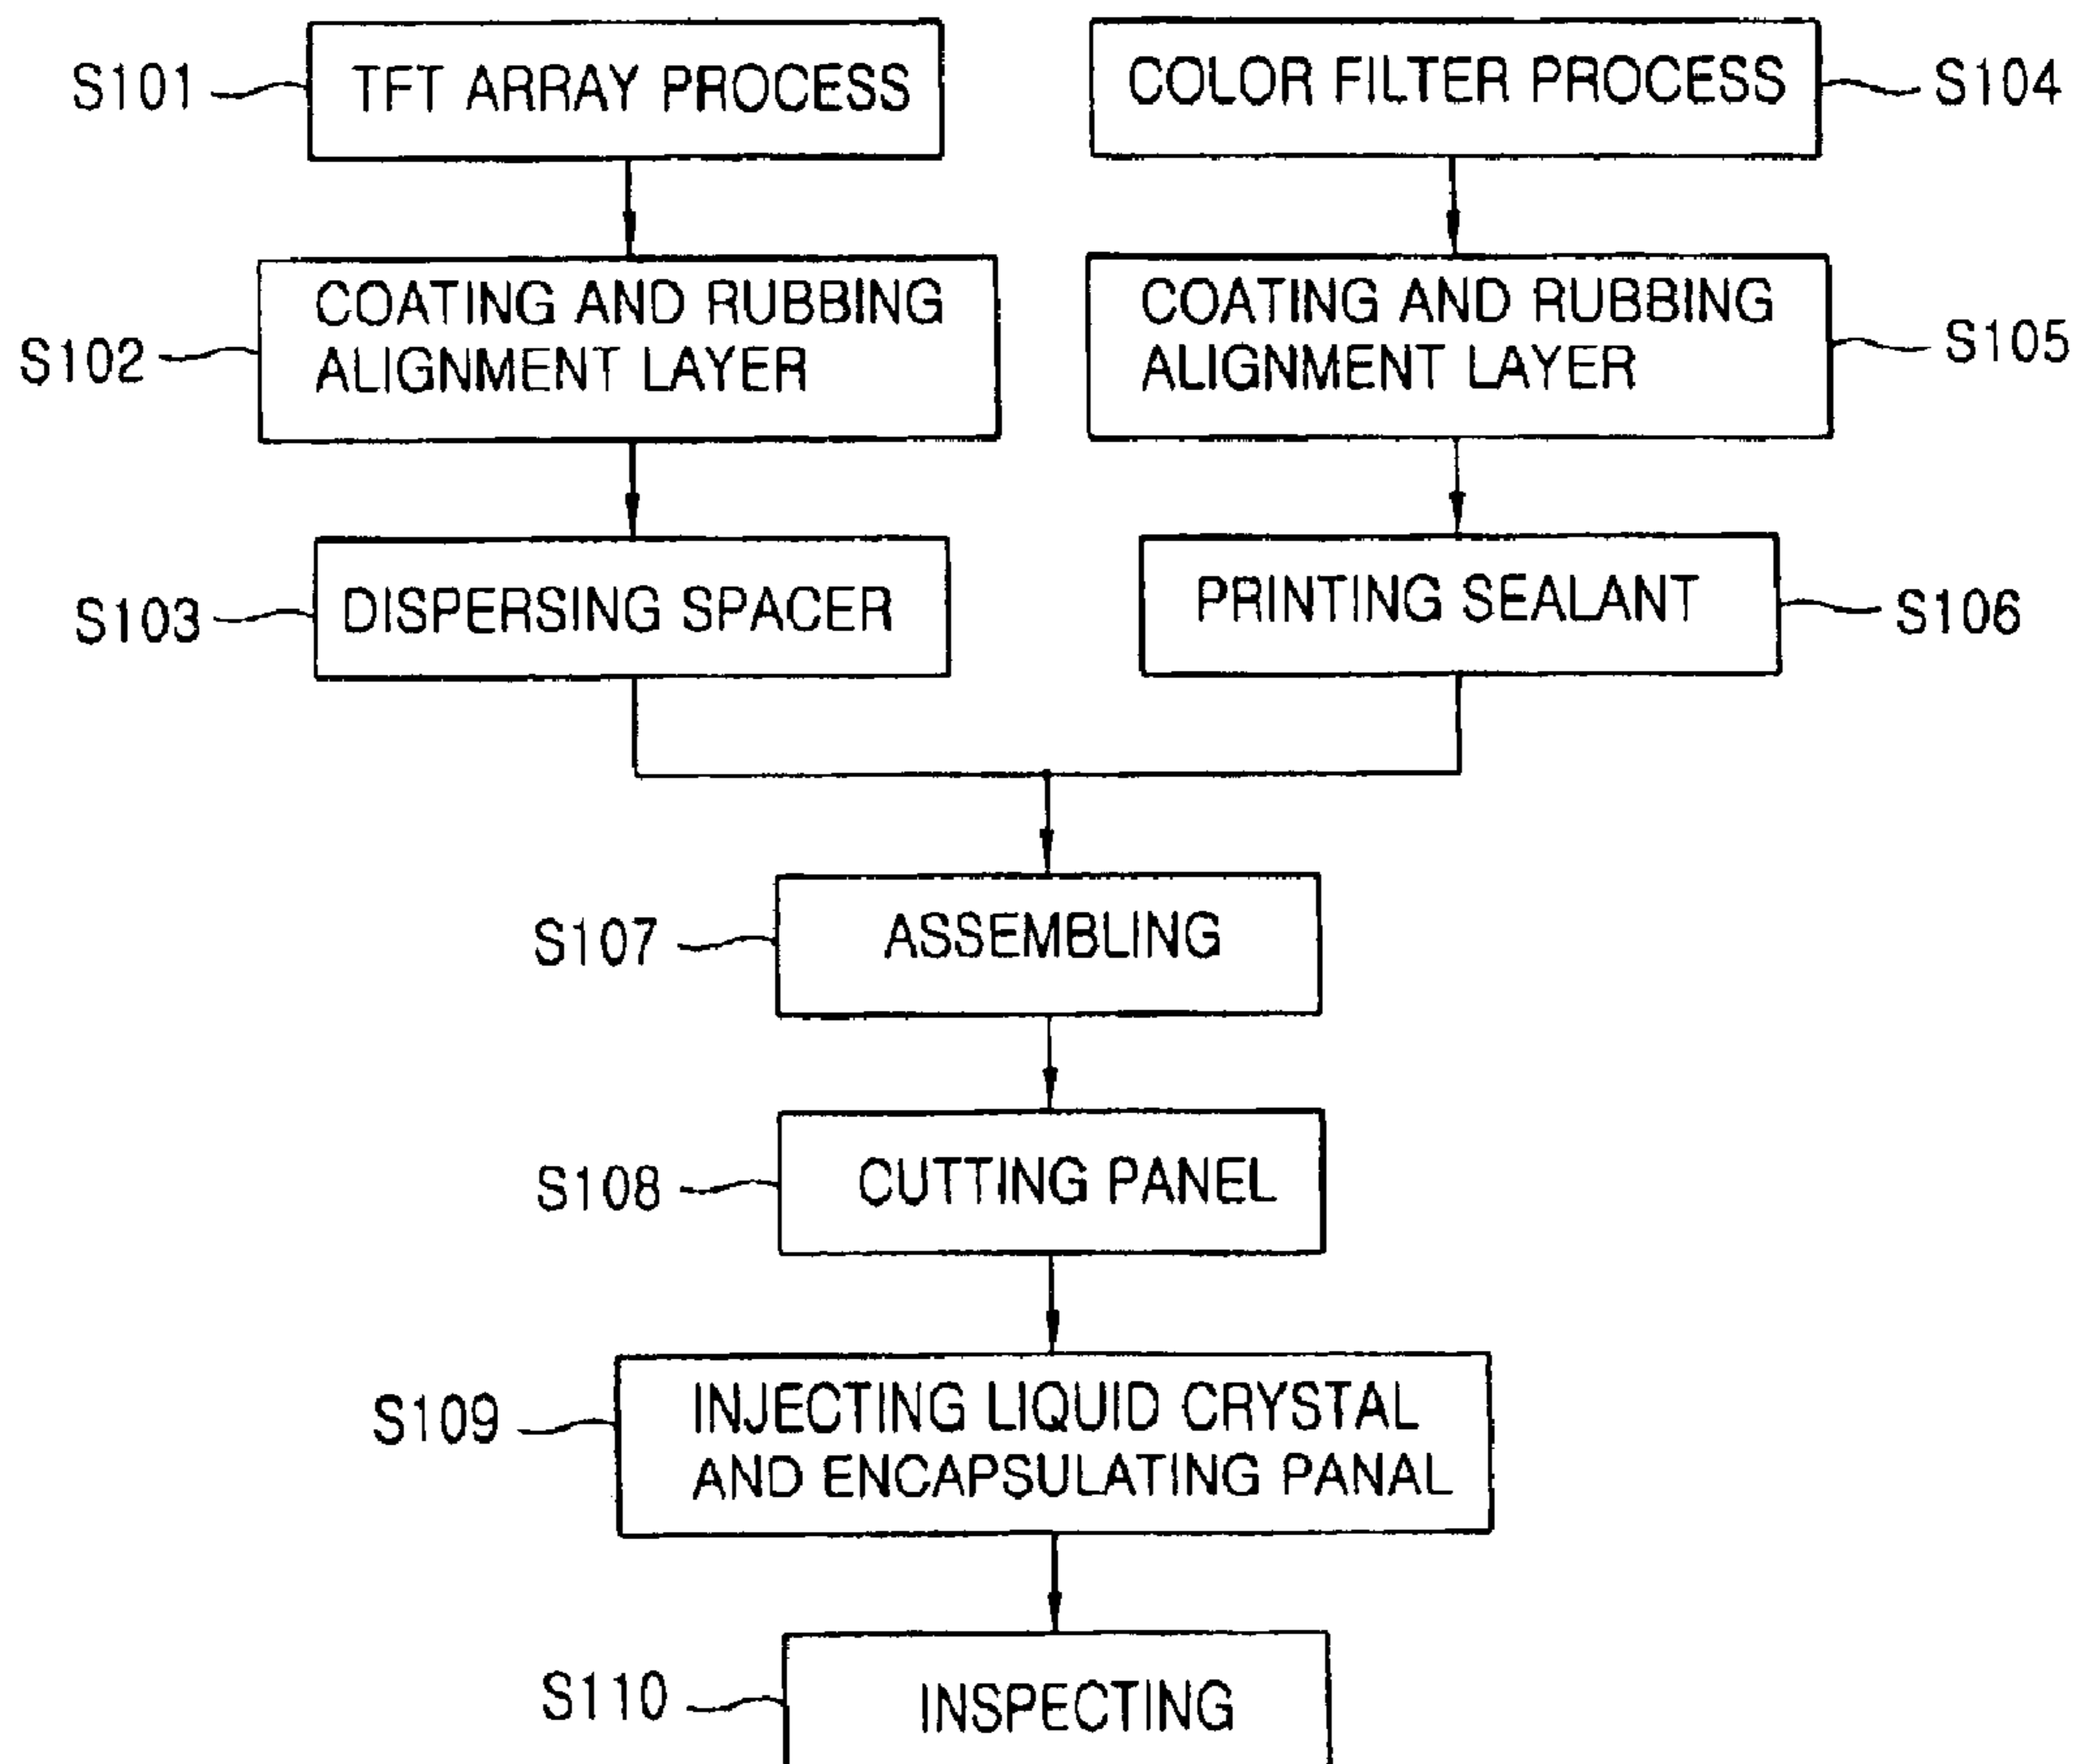 S101
TFT ARRAY PROCESS
COLOR FILTER PROCESS
S104
S102
COATING AND RUBBING
ALIGNMENT LAYER
COATING AND RUBBING
ALIGNMENT LAYER
S105
S103
DISPERSING SPACER
PRINTING SEALANT
S106
S107
ASSEMBLING
S108
CUTTING PANEL
S109
INJECTING LIQUID CRYSTAL
AND ENCAPSULATING PANAL
S110
INSPECTING